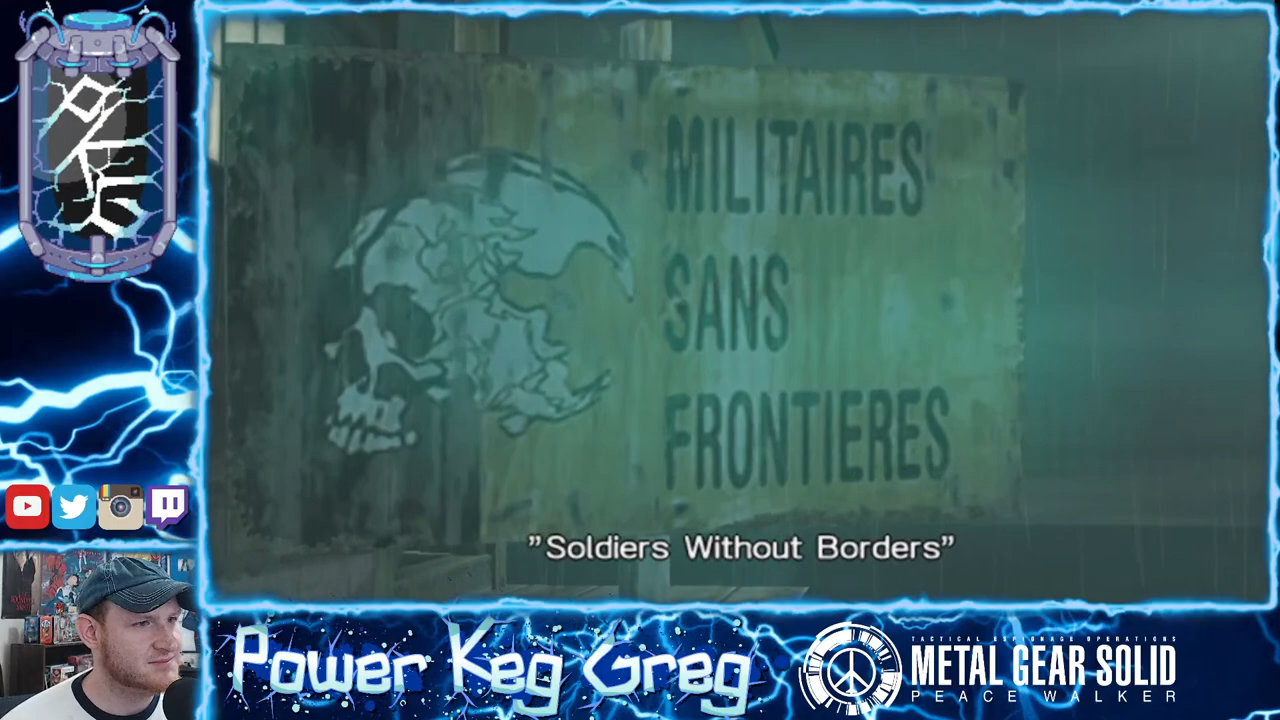 MILITAIRES
SANS
FRONTIERES
"Soldiers Without Borders"
Power Keg Greg
TACTICAL ESPIONAGE OPERATIONS
METAL GEAR SOLID
PEACE WALKER